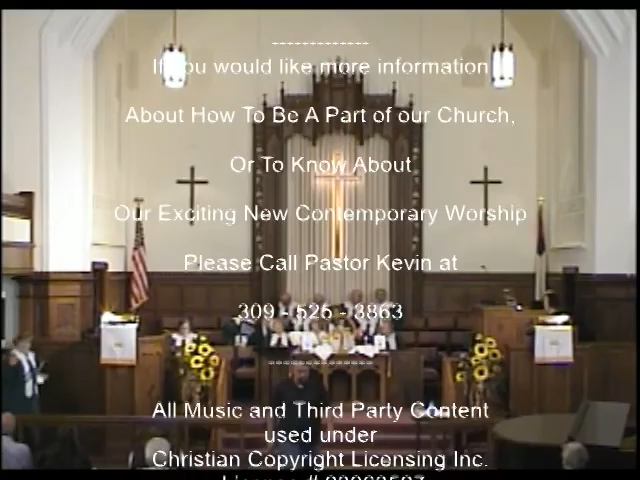 -------------
If you would like more information
About How To Be A Part of our Church,
Or To Know About
Our Exciting New Contemporary Worship
Please Call Pastor Kevin at
309 - 525 - 3863
--------------
All Music and Third Party Content
used under
Christian Copyright Licensing Inc.
License #